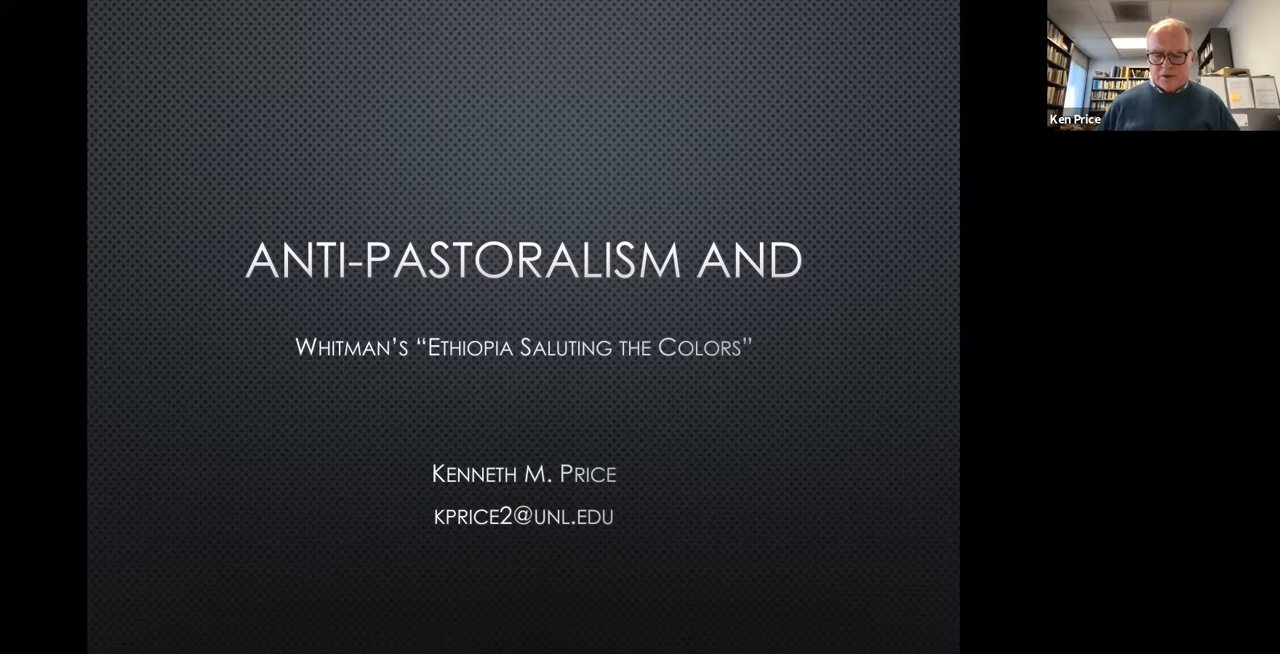 ANTI-PASTORALISM AND
WHITMAN'S “ETHIOPIA SALUTING THE COLORS”
KENNETH M. PRICE
KPRICE2@UNL.EDU
Ken Price